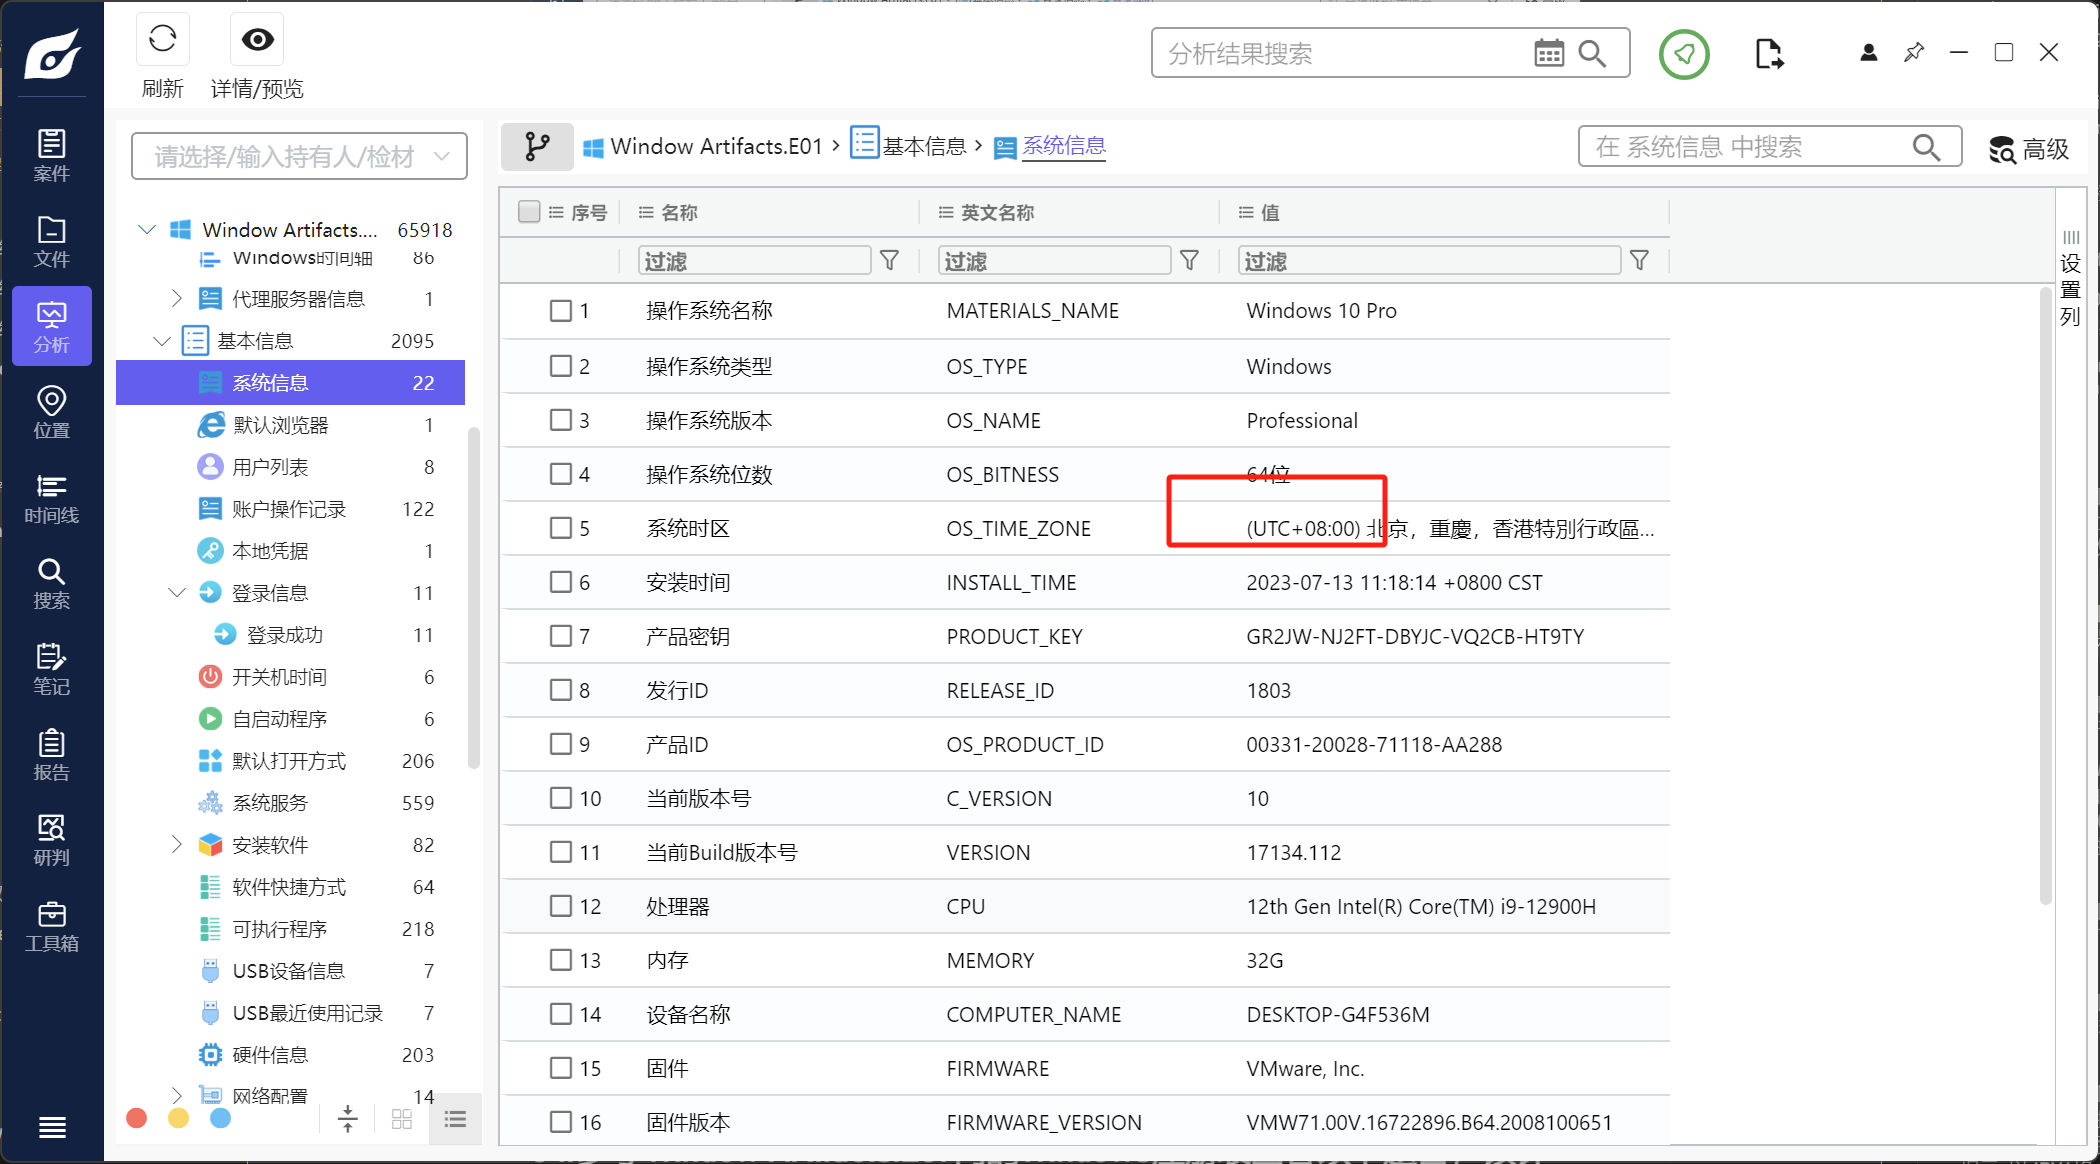 刷新
详情/预览
分析结果搜索
案件
文件
分析
位置
时间线
搜索
笔记
报告
研判
工具箱
请选择/输入持有人/检材
Window Artifacts.... 65918
Windows时间轴 86
代理服务器信息 1
基本信息 2095
系统信息 22
默认浏览器 1
用户列表 8
账户操作记录 122
本地凭据 1
登录信息 11
登录成功 11
开关机时间 6
自启动程序 6
默认打开方式 206
系统服务 559
安装软件 82
软件快捷方式 64
可执行程序 218
USB设备信息 7
USB最近使用记录 7
硬件信息 203
网络配置 14
Window Artifacts.E01 › 基本信息 › 系统信息
在 系统信息 中搜索
高级
序号 名称 英文名称 值
过滤 过滤 过滤
1 操作系统名称 MATERIALS_NAME Windows 10 Pro
2 操作系统类型 OS_TYPE Windows
3 操作系统版本 OS_NAME Professional
4 操作系统位数 OS_BITNESS 64位
5 系统时区 OS_TIME_ZONE (UTC+08:00) 北京，重慶，香港特別行政區...
6 安装时间 INSTALL_TIME 2023-07-13 11:18:14 +0800 CST
7 产品密钥 PRODUCT_KEY GR2JW-NJ2FT-DBYJC-VQ2CB-HT9TY
8 发行ID RELEASE_ID 1803
9 产品ID OS_PRODUCT_ID 00331-20028-71118-AA288
10 当前版本号 C_VERSION 10
11 当前Build版本号 VERSION 17134.112
12 处理器 CPU 12th Gen Intel(R) Core(TM) i9-12900H
13 内存 MEMORY 32G
14 设备名称 COMPUTER_NAME DESKTOP-G4F536M
15 固件 FIRMWARE VMware, Inc.
16 固件版本 FIRMWARE_VERSION VMW71.00V.16722896.B64.2008100651
设置列